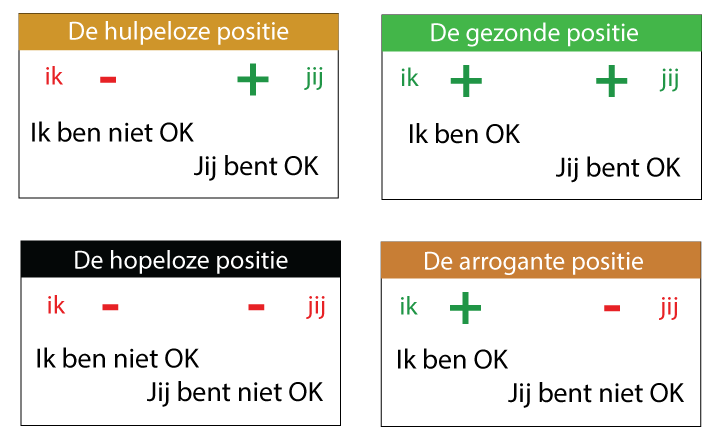 De hulpeloze positie
ik - + jij
Ik ben niet OK
Jij bent OK
De gezonde positie
ik + + jij
Ik ben OK
Jij bent OK
De hopeloze positie
ik - - jij
Ik ben niet OK
Jij bent niet OK
De arrogante positie
ik + - jij
Ik ben OK
Jij bent niet OK